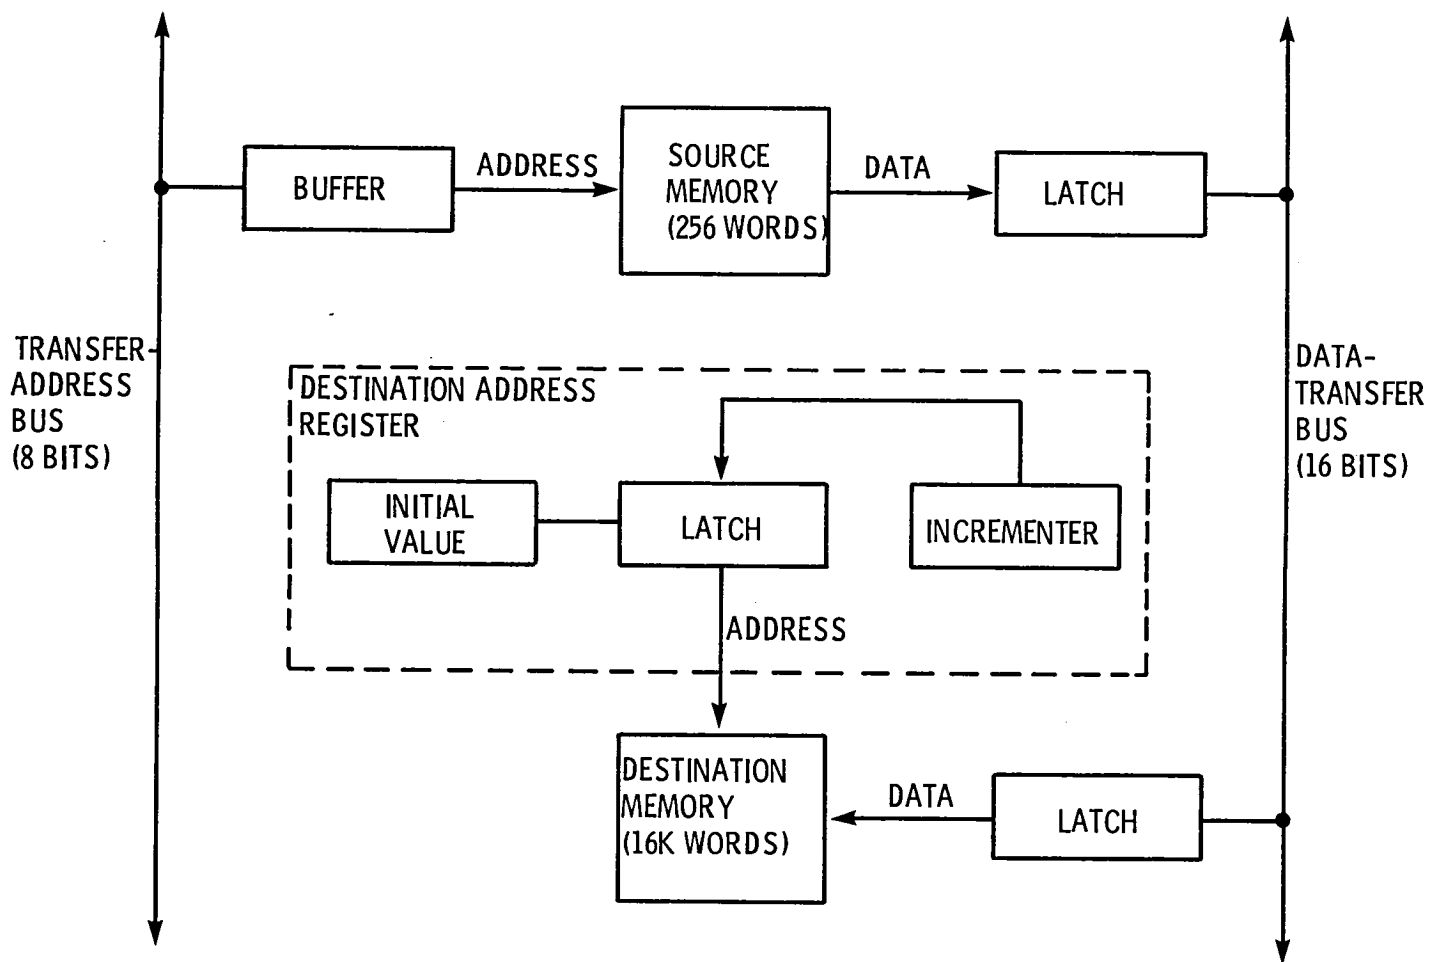 ADDRESS
BUFFER
SOURCE
MEMORY
(256 WORDS)
DATA
LATCH
TRANSFER-
ADDRESS
BUS
(8 BITS)
DESTINATION ADDRESS
REGISTER
INITIAL
VALUE
LATCH
INCREMENTER
ADDRESS
DATA-
TRANSFER
BUS
(16 BITS)
DESTINATION
MEMORY
(16K WORDS)
DATA
LATCH